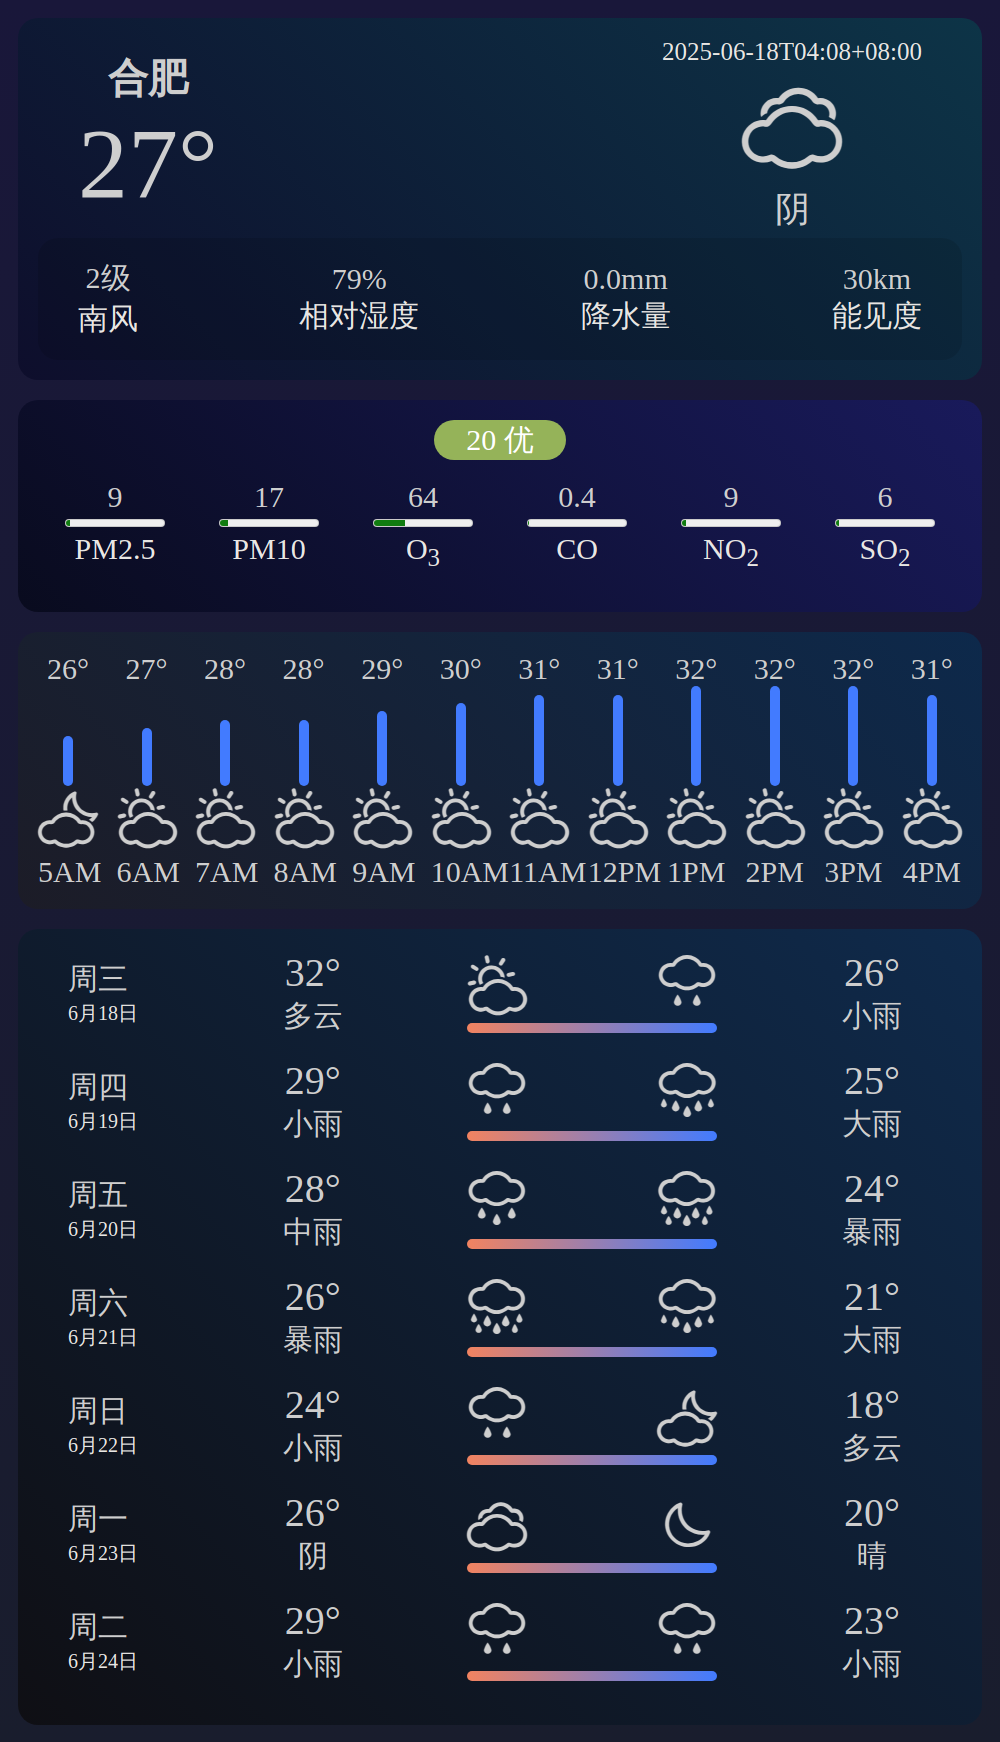 合肥
27°
2025-06-18T04:08+08:00
阴
2级 79% 0.0mm 30km
南风 相对湿度 降水量 能见度
20 优
9 17 64 0.4 9 6
PM2.5 PM10 O3 CO NO2 SO2
26° 27° 28° 28° 29° 30° 31° 31° 32° 32° 32° 31°
5AM 6AM 7AM 8AM 9AM 10AM 11AM 12PM 1PM 2PM 3PM 4PM
周三 32° 26°
6月18日 多云 小雨
周四 29° 25°
6月19日 小雨 大雨
周五 28° 24°
6月20日 中雨 暴雨
周六 26° 21°
6月21日 暴雨 大雨
周日 24° 18°
6月22日 小雨 多云
周一 26° 20°
6月23日 阴 晴
周二 29° 23°
6月24日 小雨 小雨